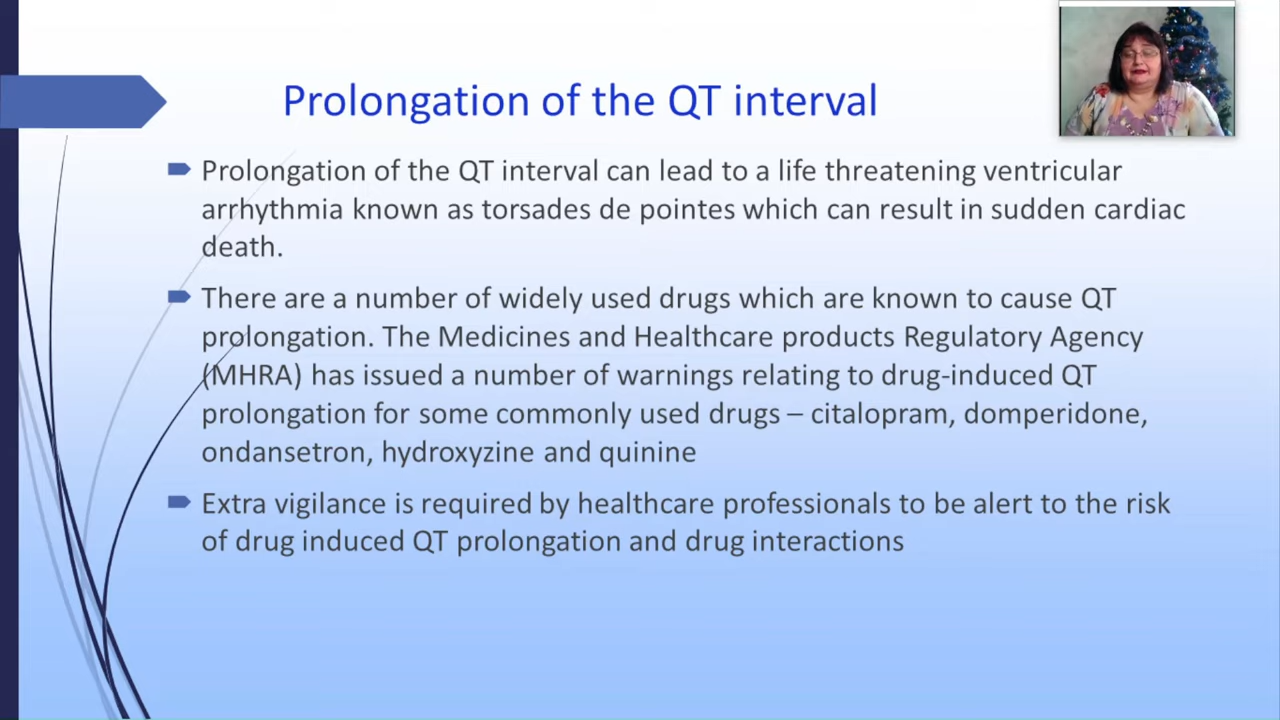 Prolongation of the QT interval
Prolongation of the QT interval can lead to a life threatening ventricular
arrhythmia known as torsades de pointes which can result in sudden cardiac
death.
There are a number of widely used drugs which are known to cause QT
prolongation. The Medicines and Healthcare products Regulatory Agency
(MHRA) has issued a number of warnings relating to drug-induced QT
prolongation for some commonly used drugs – citalopram, domperidone,
ondansetron, hydroxyzine and quinine
Extra vigilance is required by healthcare professionals to be alert to the risk
of drug induced QT prolongation and drug interactions